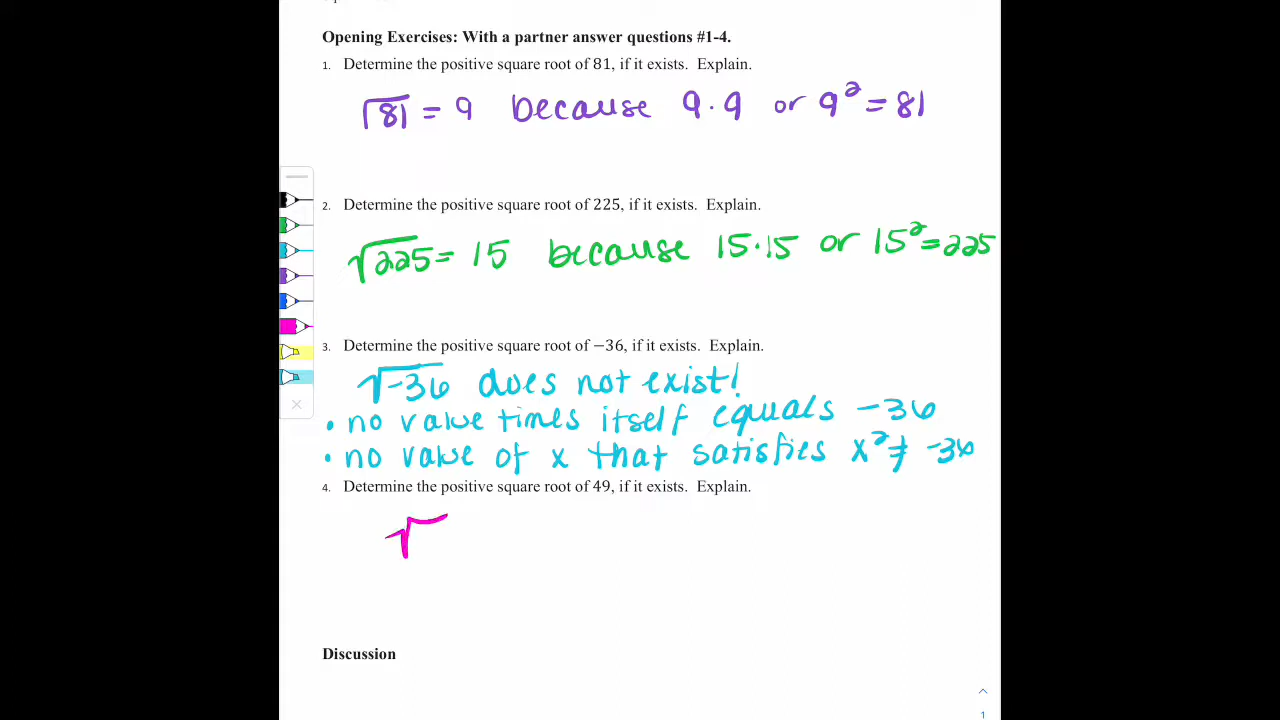 Opening Exercises: With a partner answer questions #1-4.
1. Determine the positive square root of 81, if it exists. Explain.
√81 = 9 because 9 · 9 or 9² = 81
2. Determine the positive square root of 225, if it exists. Explain.
√225 = 15 because 15·15 or 15² = 225
3. Determine the positive square root of −36, if it exists. Explain.
√-36 does not exist!
• no value times itself equals -36
• no value of x that satisfies x² ≠ -36
4. Determine the positive square root of 49, if it exists. Explain.
√
Discussion
1